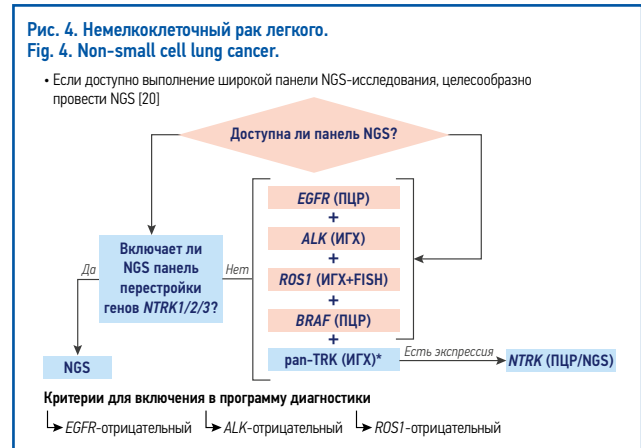 Рис. 4. Немелкоклеточный рак легкого.
Fig. 4. Non-small cell lung cancer.
• Если доступно выполнение широкой панели NGS-исследования, целесообразно
провести NGS [20]
Доступна ли панель NGS?
EGFR (ПЦР)
+
ALK (ИГХ)
+
ROS1 (ИГХ+FISH)
+
BRAF (ПЦР)
+
pan-TRK (ИГХ)*
Включает ли
NGS панель
перестройки
генов NTRK1/2/3?
Да
Нет
NGS
Есть экспрессия
NTRK (ПЦР/NGS)
Критерии для включения в программу диагностики
EGFR-отрицательный
ALK-отрицательный
ROS1-отрицательный